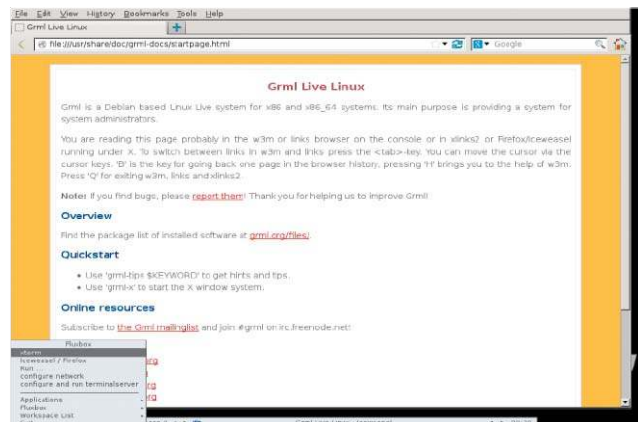 File Edit View History Bookmarks Tools Help
Grml Live Linux
file:///usr/share/doc/grml-docs/startpage.html
Google
Grml Live Linux
Grml is a Debian based Linux Live system for x86 and x86_64 systems. Its main purpose is providing a system for
system administrators.
You are reading this page probably in the w3m or links browser on the console or in xlinks2 or Firefox/Iceweasel
running under X. To switch between links in w3m and links press the <tab>-key. You can move the cursor via the
cursor keys. 'B' is the key for going back one page in the browser history, pressing 'H' brings you to the help of w3m.
Press 'Q' for exiting w3m, links and xlinks2.
Note: If you find bugs, please report them! Thank you for helping us to improve Grml!
Overview
Find the package list of installed software at grml.org/files/.
Quickstart
Use 'grml-tips $KEYWORD' to get hints and tips.
Use 'grml-x' to start the X window system.
Online resources
Subscribe to the Grml mailinglist and join #grml on irc.freenode.net!
Fluxbox
xterm
Iceweasel / Firefox
Run
configure network
configure and run terminalserver
Applications
Fluxbox
Workspace List
org
rg
rg
Grml Live Linux